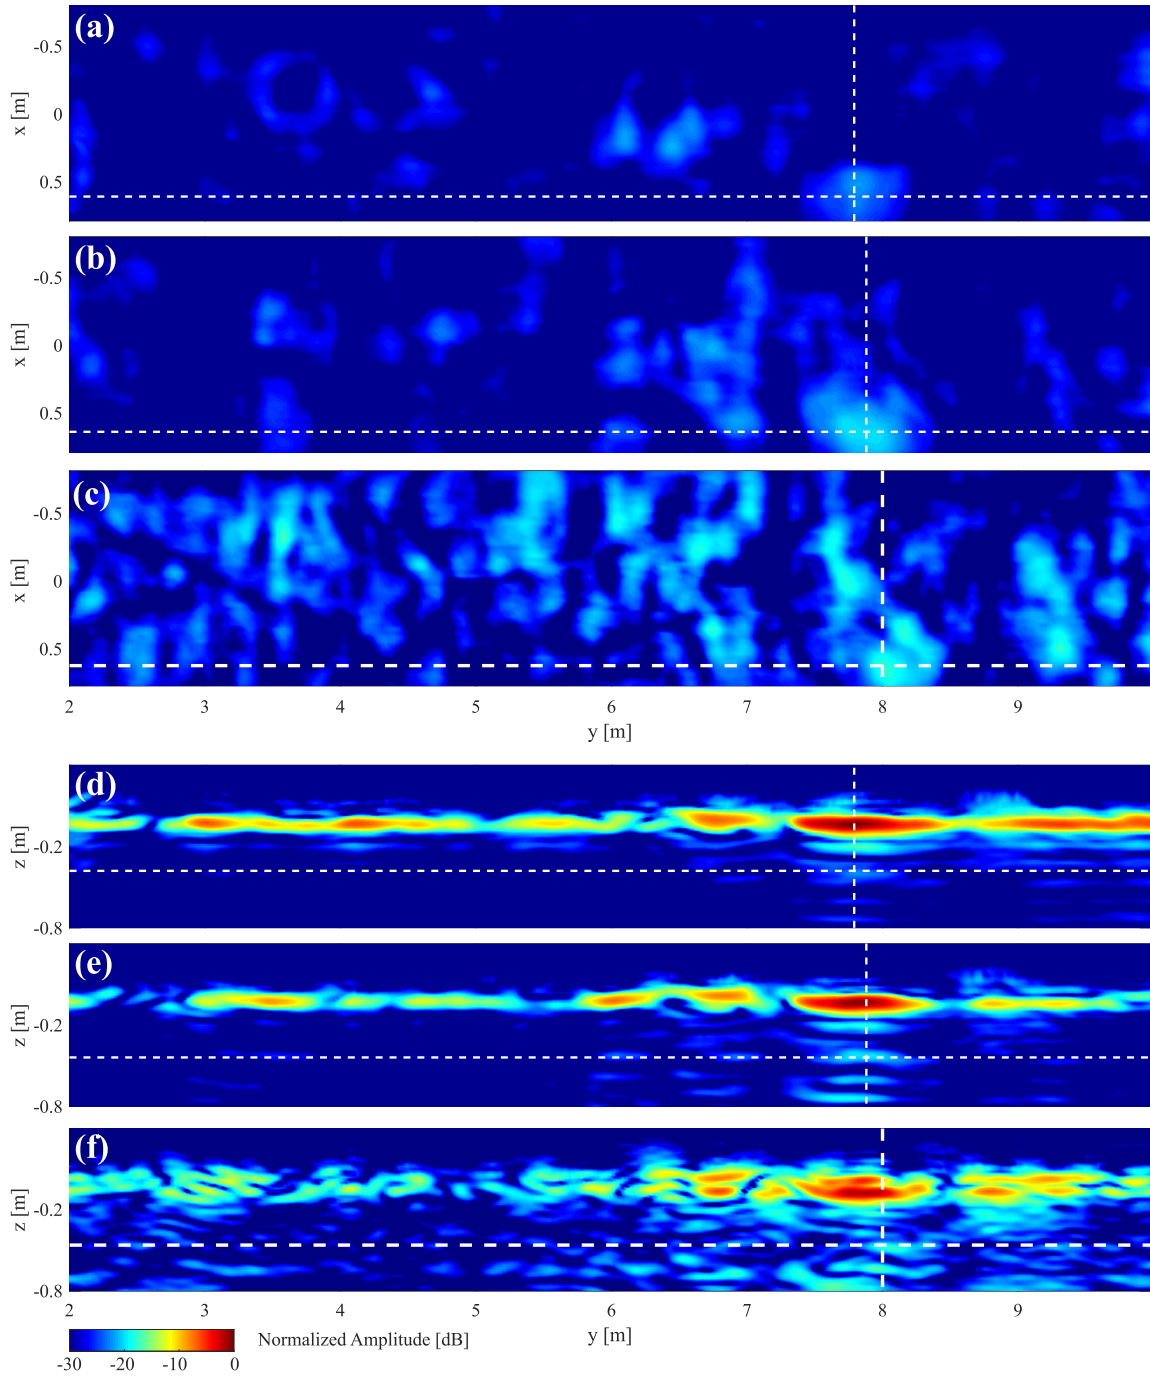 (a)
-0.5
0
0.5
x [m]
(b)
-0.5
0
0.5
x [m]
(c)
-0.5
0
0.5
x [m]
2 3 4 5 6 7 8 9
y [m]
(d)
-0.2
-0.8
z [m]
(e)
-0.2
-0.8
z [m]
(f)
-0.2
-0.8
z [m]
2 3 4 5 6 7 8 9
y [m]
Normalized Amplitude [dB]
-30 -20 -10 0